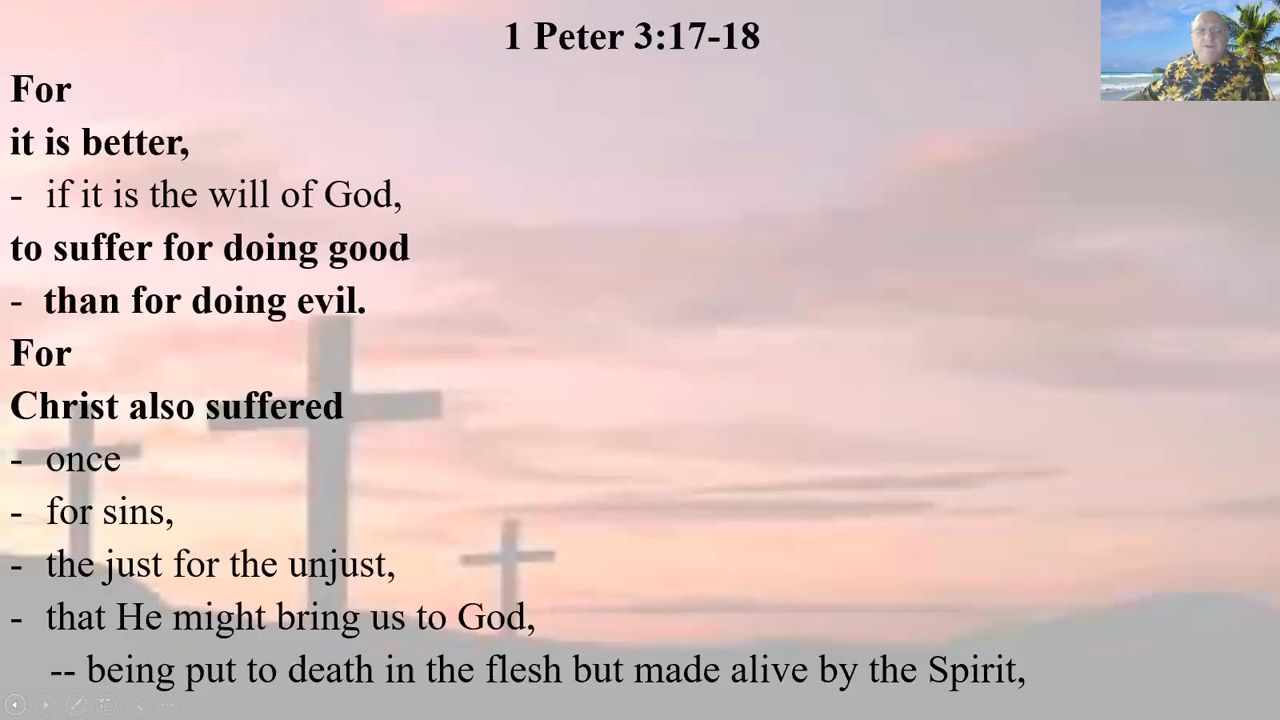 1 Peter 3:17-18
For
it is better,
- if it is the will of God,
to suffer for doing good
- than for doing evil.
For
Christ also suffered
- once
- for sins,
- the just for the unjust,
- that He might bring us to God,
-- being put to death in the flesh but made alive by the Spirit,